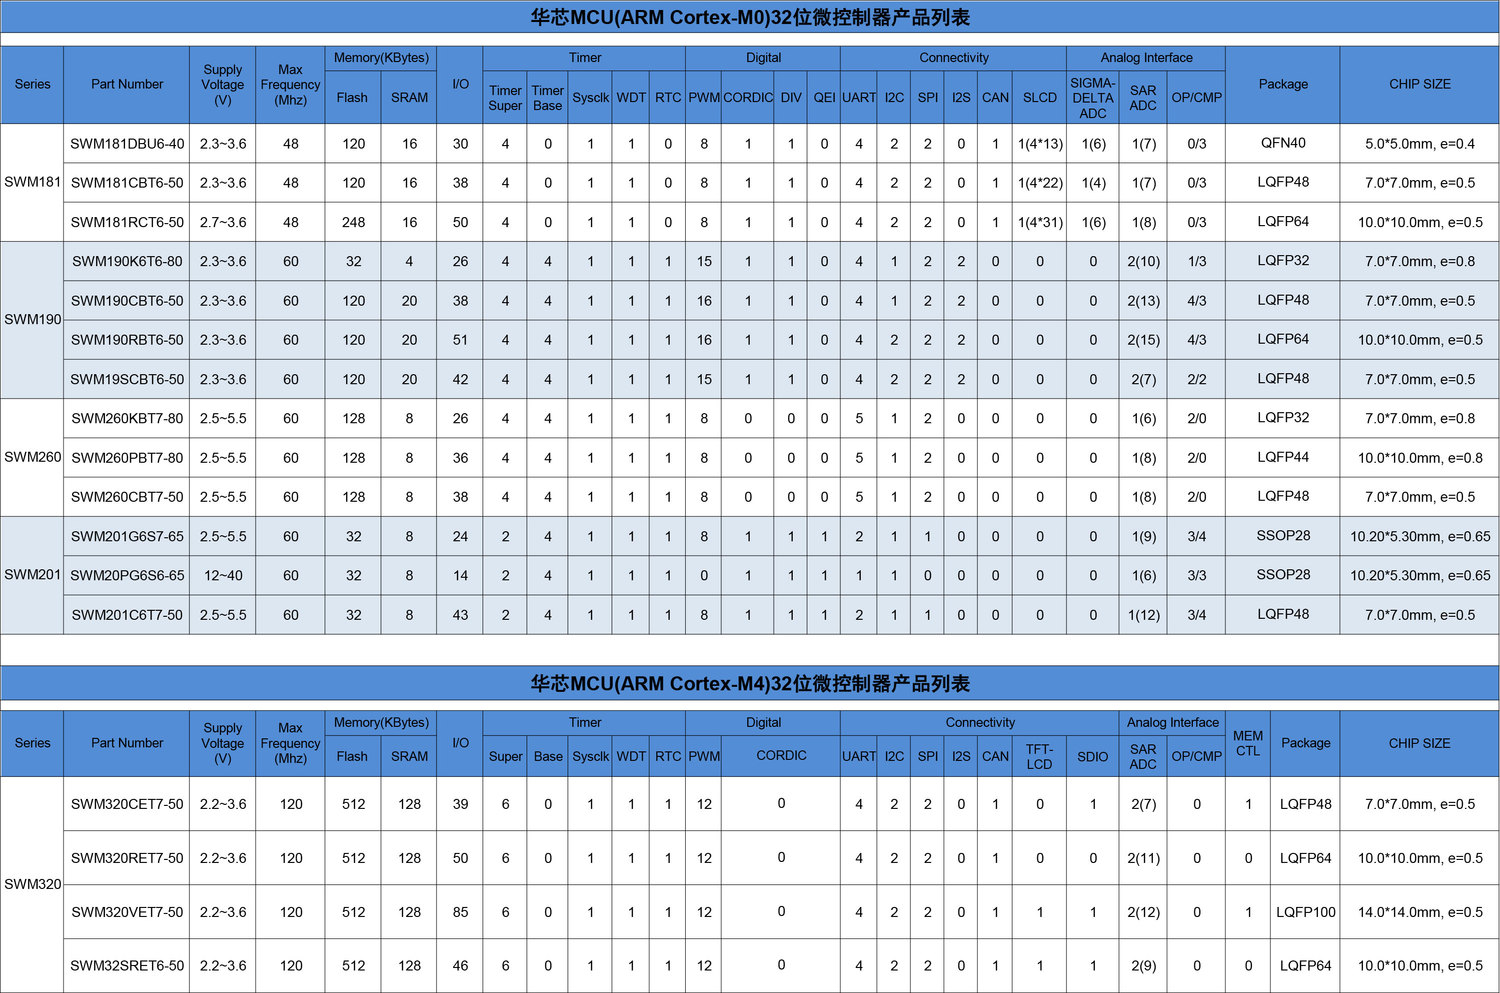 华芯MCU(ARM Cortex-M0)32位微控制器产品列表
Series Part Number Supply Voltage (V) Max Frequency (Mhz) Memory(KBytes) I/O Timer Digital Connectivity Analog Interface Package CHIP SIZE
Flash SRAM Timer Super Timer Base Sysclk WDT RTC PWM CORDIC DIV QEI UART I2C SPI I2S CAN SLCD SIGMA-DELTA ADC SAR ADC OP/CMP
SWM181 SWM181DBU6-40 2.3~3.6 48 120 16 30 4 0 1 1 0 8 1 1 0 4 2 2 0 1 1(4*13) 1(6) 1(7) 0/3 QFN40 5.0*5.0mm, e=0.4
SWM181CBT6-50 2.3~3.6 48 120 16 38 4 0 1 1 0 8 1 1 0 4 2 2 0 1 1(4*22) 1(4) 1(7) 0/3 LQFP48 7.0*7.0mm, e=0.5
SWM181RCT6-50 2.7~3.6 48 248 16 50 4 0 1 1 0 8 1 1 0 4 2 2 0 1 1(4*31) 1(6) 1(8) 0/3 LQFP64 10.0*10.0mm, e=0.5
SWM190 SWM190K6T6-80 2.3~3.6 60 32 4 26 4 4 1 1 1 15 1 1 0 4 1 2 2 0 0 0 2(10) 1/3 LQFP32 7.0*7.0mm, e=0.8
SWM190CBT6-50 2.3~3.6 60 120 20 38 4 4 1 1 1 16 1 1 0 4 1 2 2 0 0 0 2(13) 4/3 LQFP48 7.0*7.0mm, e=0.5
SWM190RBT6-50 2.3~3.6 60 120 20 51 4 4 1 1 1 16 1 1 0 4 2 2 2 0 0 0 2(15) 4/3 LQFP64 10.0*10.0mm, e=0.5
SWM19SCBT6-50 2.3~3.6 60 120 20 42 4 4 1 1 1 15 1 1 0 4 2 2 2 0 0 0 2(7) 2/2 LQFP48 7.0*7.0mm, e=0.5
SWM260 SWM260KBT7-80 2.5~5.5 60 128 8 26 4 4 1 1 1 8 0 0 0 5 1 2 0 0 0 0 1(6) 2/0 LQFP32 7.0*7.0mm, e=0.8
SWM260PBT7-80 2.5~5.5 60 128 8 36 4 4 1 1 1 8 0 0 0 5 1 2 0 0 0 0 1(8) 2/0 LQFP44 10.0*10.0mm, e=0.8
SWM260CBT7-50 2.5~5.5 60 128 8 38 4 4 1 1 1 8 0 0 0 5 1 2 0 0 0 0 1(8) 2/0 LQFP48 7.0*7.0mm, e=0.5
SWM201 SWM201G6S7-65 2.5~5.5 60 32 8 24 2 4 1 1 1 8 1 1 1 2 1 1 0 0 0 0 1(9) 3/4 SSOP28 10.20*5.30mm, e=0.65
SWM20PG6S6-65 12~40 60 32 8 14 2 4 1 1 1 0 1 1 1 1 1 0 0 0 0 0 1(6) 3/3 SSOP28 10.20*5.30mm, e=0.65
SWM201C6T7-50 2.5~5.5 60 32 8 43 2 4 1 1 1 8 1 1 1 2 1 1 0 0 0 0 1(12) 3/4 LQFP48 7.0*7.0mm, e=0.5
华芯MCU(ARM Cortex-M4)32位微控制器产品列表
Series Part Number Supply Voltage (V) Max Frequency (Mhz) Memory(KBytes) I/O Timer Digital Connectivity Analog Interface MEM CTL Package CHIP SIZE
Flash SRAM Super Base Sysclk WDT RTC PWM CORDIC UART I2C SPI I2S CAN TFT-LCD SDIO SAR ADC OP/CMP
SWM320 SWM320CET7-50 2.2~3.6 120 512 128 39 6 0 1 1 1 12 0 4 2 2 0 1 0 1 2(7) 0 1 LQFP48 7.0*7.0mm, e=0.5
SWM320RET7-50 2.2~3.6 120 512 128 50 6 0 1 1 1 12 0 4 2 2 0 1 0 0 2(11) 0 0 LQFP64 10.0*10.0mm, e=0.5
SWM320VET7-50 2.2~3.6 120 512 128 85 6 0 1 1 1 12 0 4 2 2 0 1 1 1 2(12) 0 1 LQFP100 14.0*14.0mm, e=0.5
SWM32SRET6-50 2.2~3.6 120 512 128 46 6 0 1 1 1 12 0 4 2 2 0 1 1 1 2(9) 0 0 LQFP64 10.0*10.0mm, e=0.5